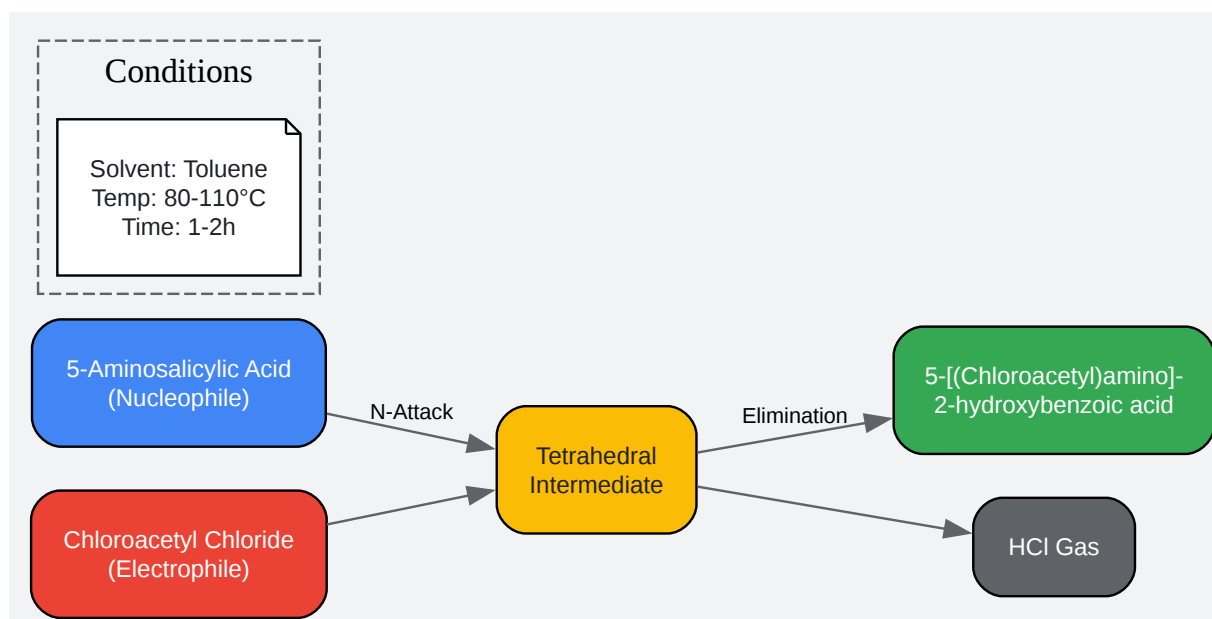 Conditions
Solvent: Toluene
Temp: 80-110°C
Time: 1-2h
5-Aminosalicylic Acid
(Nucleophile)
N-Attack
Chloroacetyl Chloride
(Electrophile)
Tetrahedral
Intermediate
Elimination
5-[(Chloroacetyl)amino]-
2-hydroxybenzoic acid
HCl Gas